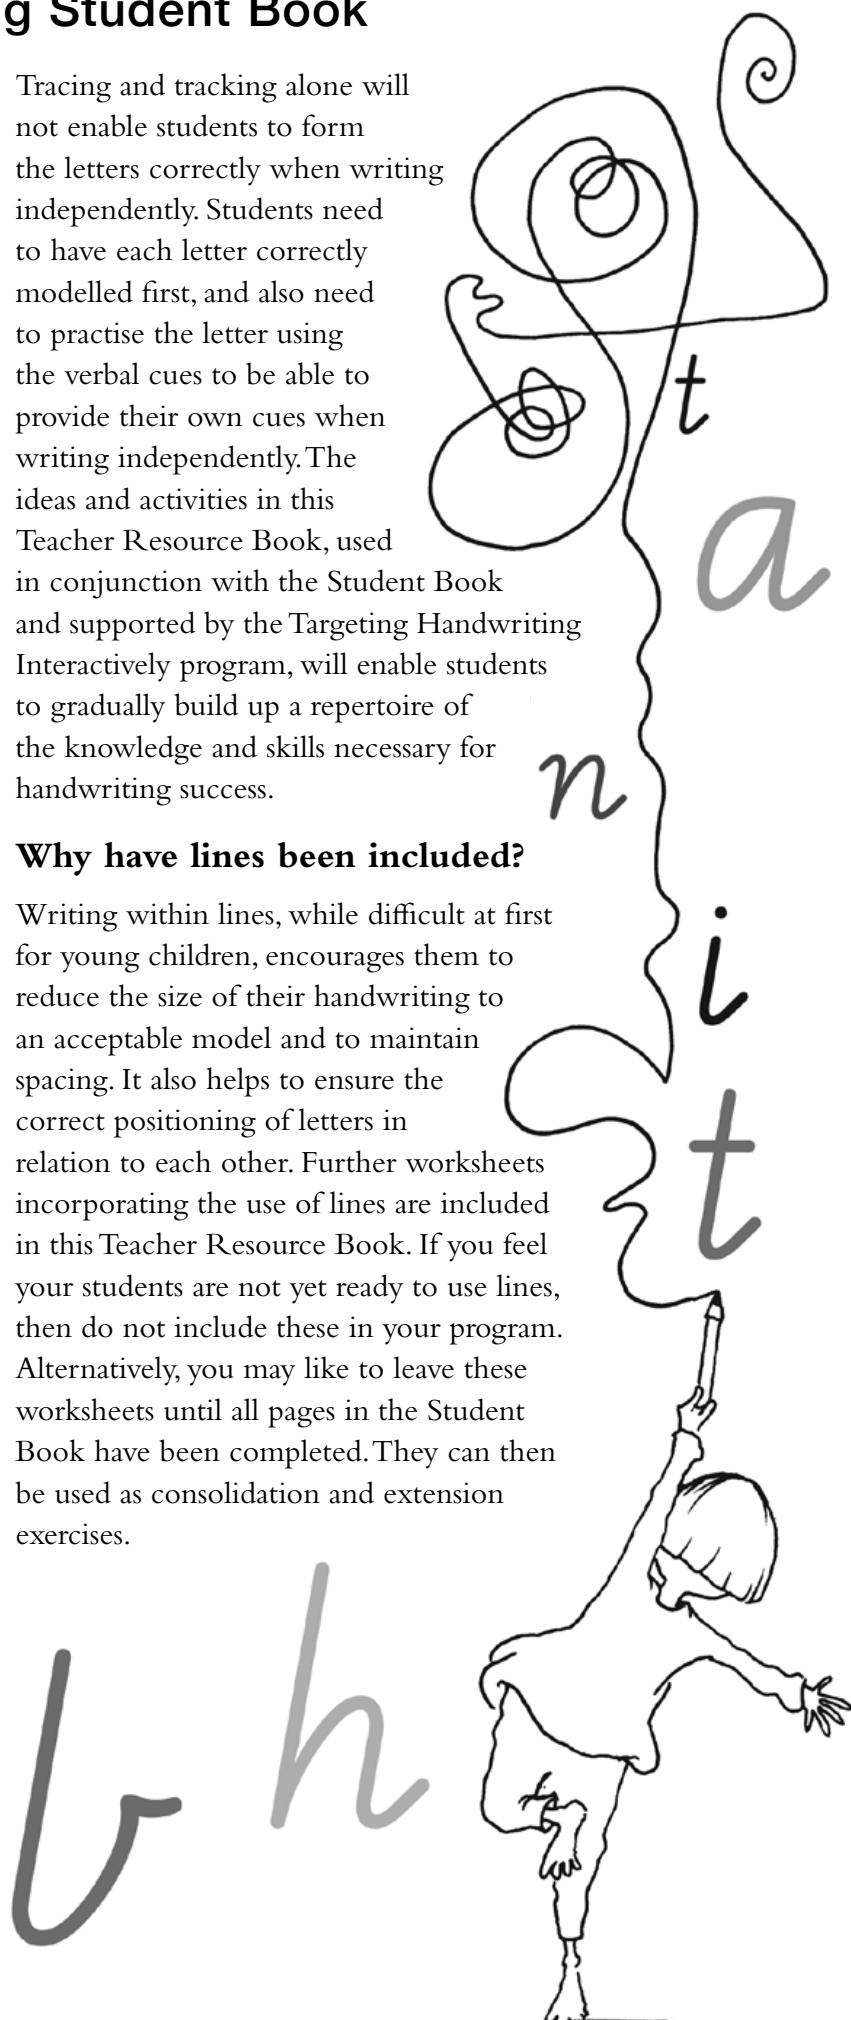 g Student Book
Tracing and tracking alone will
not enable students to form
the letters correctly when writing
independently. Students need
to have each letter correctly
modelled first, and also need
to practise the letter using
the verbal cues to be able to
provide their own cues when
writing independently. The
ideas and activities in this
Teacher Resource Book, used
in conjunction with the Student Book
and supported by the Targeting Handwriting
Interactively program, will enable students
to gradually build up a repertoire of
the knowledge and skills necessary for
handwriting success.
Why have lines been included?
Writing within lines, while difficult at first
for young children, encourages them to
reduce the size of their handwriting to
an acceptable model and to maintain
spacing. It also helps to ensure the
correct positioning of letters in
relation to each other. Further worksheets
incorporating the use of lines are included
in this Teacher Resource Book. If you feel
your students are not yet ready to use lines,
then do not include these in your program.
Alternatively, you may like to leave these
worksheets until all pages in the Student
Book have been completed. They can then
be used as consolidation and extension
exercises.
t
a
n
i
t
h
b